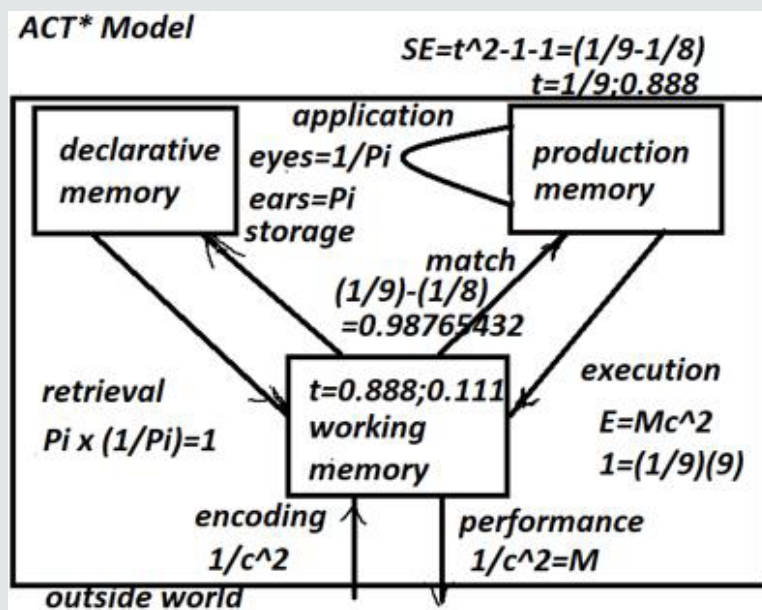 ACT* Model
SE=t^2-1-1=(1/9-1/8)
t=1/9;0.888
application
eyes=1/Pi
ears=Pi
storage
declarative
memory
production
memory
match
(1/9)-(1/8)
=0.98765432
retrieval
Pi x (1/Pi)=1
t=0.888;0.111
working
memory
execution
E=Mc^2
1=(1/9)(9)
encoding
1/c^2
performance
1/c^2=M
outside world